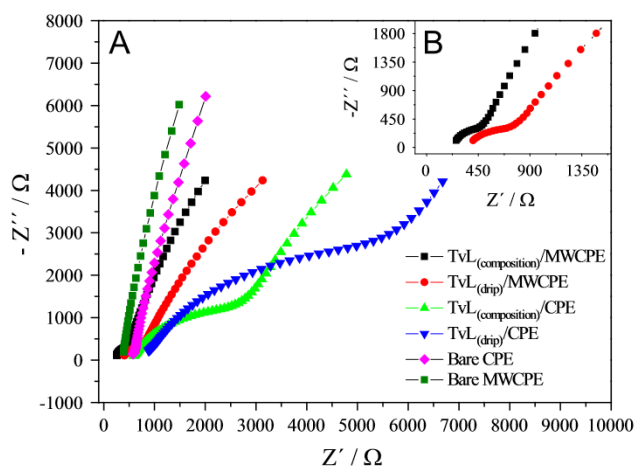 A
8000
7000
6000
5000
4000
3000
2000
1000
0
-1000
- Z′′ / Ω
1000 2000 3000 4000 5000 6000 7000 8000 9000 10000
Z′ / Ω
B
1800
1350
900
450
0
-Z′′ / Ω
0 450 900 1350
Z′ / Ω
TvL(composition)/MWCPE
TvL(drip)/MWCPE
TvL(composition)/CPE
TvL(drip)/CPE
Bare CPE
Bare MWCPE